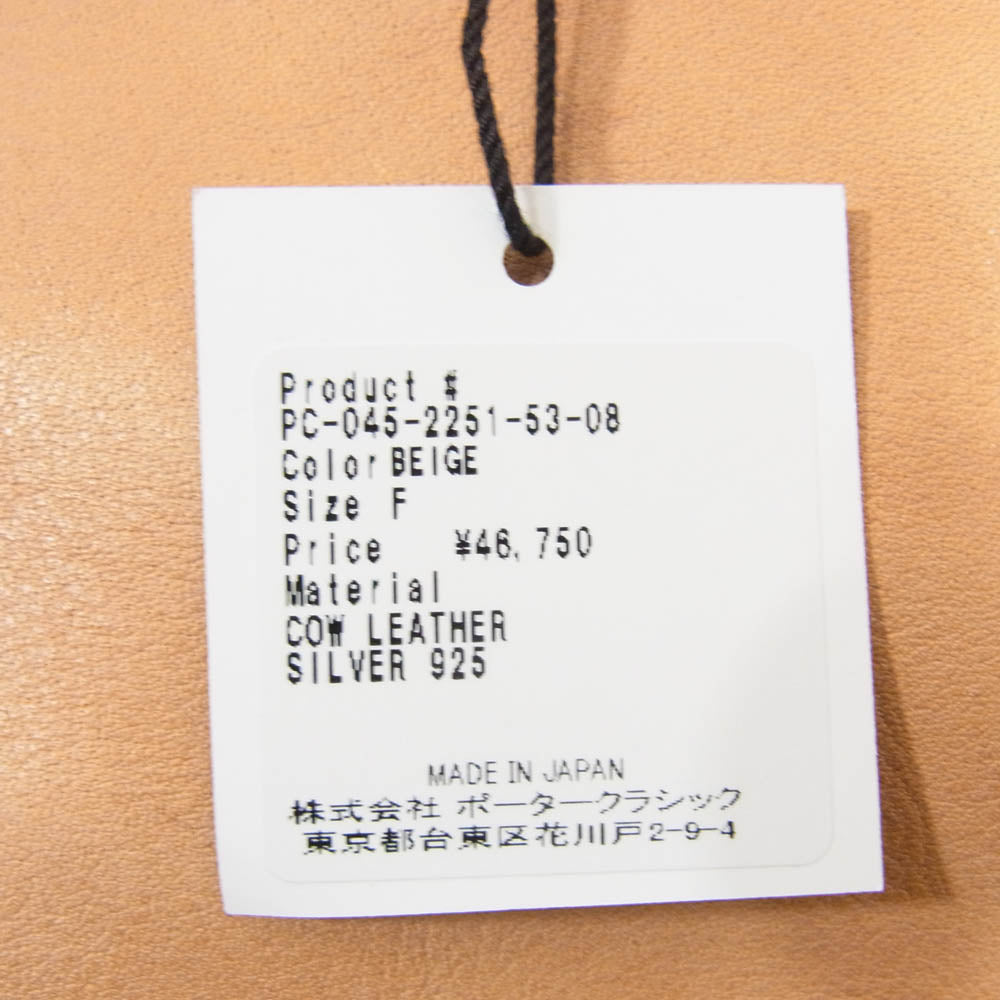 Product #
PC-045-2251-53-08
Color BEIGE
Size F
Price ¥46,750
Material
COW LEATHER
SILVER 925
MADE IN JAPAN
株式会社 ポータークラシック
東京都台東区花川戸2-9-4